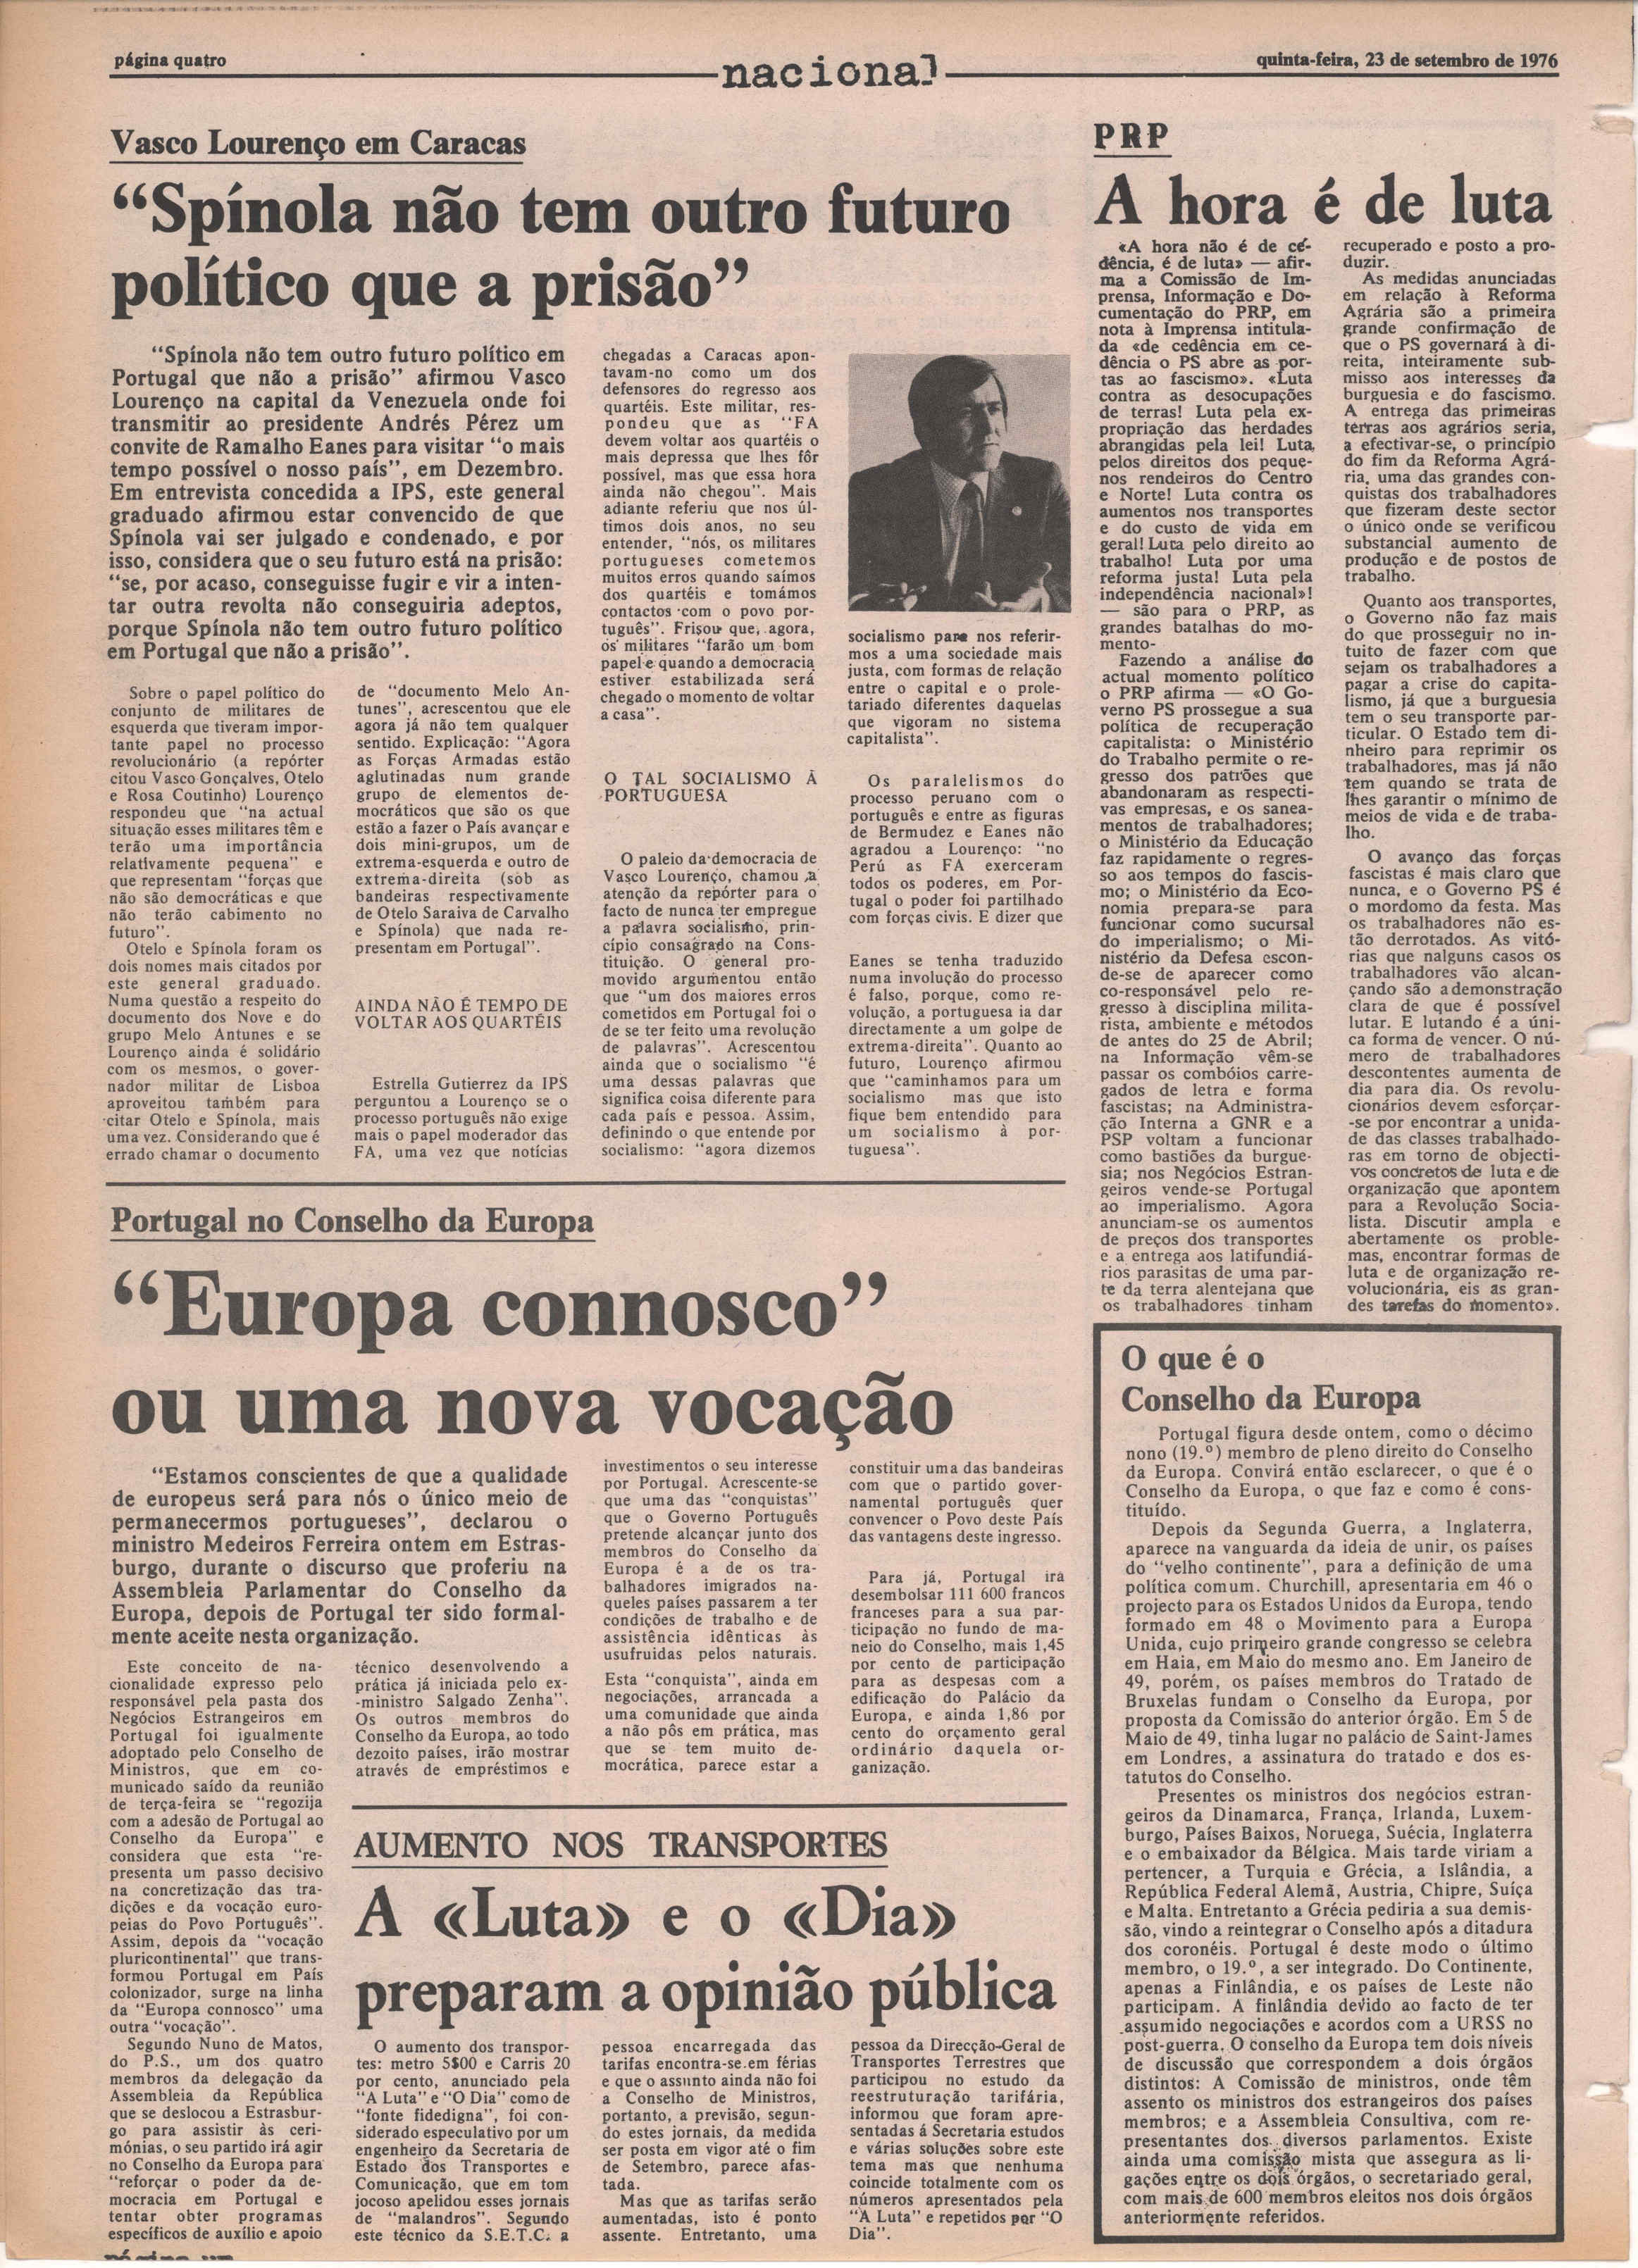 página quatro
nacional
quinta-feira, 23 de setembro de 1976
Vasco Lourenço em Caracas
“Spínola não tem outro futuro
político que a prisão”
“Spínola não tem outro futuro político em
Portugal que não a prisão” afirmou Vasco
Lourenço na capital da Venezuela onde foi
transmitir ao presidente Andrés Pérez um
convite de Ramalho Eanes para visitar “o mais
tempo possível o nosso país”, em Dezembro.
Em entrevista concedida a IPS, este general
graduado afirmou estar convencido de que
Spínola vai ser julgado e condenado, e por
isso, considera que o seu futuro está na prisão:
“se, por acaso, conseguisse fugir e vir a inten-
tar outra revolta não conseguiria adeptos,
porque Spínola não tem outro futuro político
em Portugal que não a prisão”.
Sobre o papel político do
conjunto de militares de
esquerda que tiveram impor-
tante papel no processo
revolucionário (a repórter
citou Vasco Gonçalves, Otelo
e Rosa Coutinho) Lourenço
respondeu que “na actual
situação esses militares têm e
terão uma importância
relativamente pequena” e
que representam “forças que
não são democráticas e que
não terão cabimento no
futuro”.
Otelo e Spínola foram os
dois nomes mais citados por
este general graduado.
Numa questão a respeito do
documento dos Nove e do
grupo Melo Antunes e se
Lourenço ainda é solidário
com os mesmos, o gover-
nador militar de Lisboa
aproveitou também para
citar Otelo e Spínola, mais
uma vez. Considerando que é
errado chamar o documento
de “documento Melo An-
tunes”, acrescentou que ele
agora já não tem qualquer
sentido. Explicação: “Agora
as Forças Armadas estão
aglutinadas num grande
grupo de elementos de-
mocráticos que são os que
estão a fazer o País avançar e
dois mini-grupos, um de
extrema-esquerda e outro de
extrema-direita (sob as
bandeiras respectivamente
de Otelo Saraiva de Carvalho
e Spínola) que nada re-
presentam em Portugal”.
AINDA NÃO É TEMPO DE
VOLTAR AOS QUARTÉIS
Estrella Gutierrez da IPS
perguntou a Lourenço se o
processo português não exige
mais o papel moderador das
FA, uma vez que notícias
chegadas a Caracas apon-
tavam-no como um dos
defensores do regresso aos
quartéis. Este militar, res-
pondeu que as “FA
devem voltar aos quartéis o
mais depressa que lhes fôr
possível, mas que essa hora
ainda não chegou”. Mais
adiante referiu que nos úl-
timos dois anos, no seu
entender, “nós, os militares
portugueses cometemos
muitos erros quando saímos
dos quartéis e tomámos
contactos com o povo por-
tuguês”. Frisou que, agora,
os militares “farão um bom
papel e quando a democracia
estiver estabilizada será
chegado o momento de voltar
a casa”.
O TAL SOCIALISMO À
PORTUGUESA
O paleio da democracia de
Vasco Lourenço, chamou a
atenção da repórter para o
facto de nunca ter empregue
a palavra socialismo, prin-
cípio consagrado na Cons-
tituição. O general pro-
movido argumentou então
que “um dos maiores erros
cometidos em Portugal foi o
de se ter feito uma revolução
de palavras”. Acrescentou
ainda que o socialismo “é
uma dessas palavras que
significa coisa diferente para
cada país e pessoa. Assim,
definindo o que entende por
socialismo: “agora dizemos
socialismo para nos referir-
mos a uma sociedade mais
justa, com formas de relação
entre o capital e o prole-
tariado diferentes daquelas
que vigoram no sistema
capitalista”.
Os paralelismos do
processo peruano com o
português e entre as figuras
de Bermudez e Eanes não
agradou a Lourenço: “no
Perú as FA exerceram
todos os poderes, em Por-
tugal o poder foi partilhado
com forças civis. E dizer que
Eanes se tenha traduzido
numa involução do processo
é falso, porque, como re-
volução, a portuguesa ia dar
directamente a um golpe de
extrema-direita”. Quanto ao
futuro, Lourenço afirmou
que “caminhamos para um
socialismo mas que isto
fique bem entendido para
um socialismo à por-
tuguesa”.
PRP
A hora é de luta
«A hora não é de cé-
dência, é de luta» — afir-
ma a Comissão de Im-
prensa, Informação e Do-
cumentação do PRP, em
nota à Imprensa intitula-
da «de cedência em ce-
dência o PS abre as por-
tas ao fascismo». «Luta
contra as desocupações
de terras! Luta pela ex-
propriação das herdades
abrangidas pela lei! Luta
pelos direitos dos peque-
nos rendeiros do Centro
e Norte! Luta contra os
aumentos nos transportes
e do custo de vida em
geral! Luta pelo direito ao
trabalho! Luta por uma
reforma justa! Luta pela
independência nacional»!
— são para o PRP, as
grandes batalhas do mo-
mento-
Fazendo a análise do
actual momento político
o PRP afirma — «O Go-
verno PS prossegue a sua
política de recuperação
capitalista: o Ministério
do Trabalho permite o re-
gresso dos patrões que
abandonaram as respecti-
vas empresas, e os sanea-
mentos de trabalhadores;
o Ministério da Educação
faz rapidamente o regres-
so aos tempos do fascis-
mo; o Ministério da Eco-
nomia prepara-se para
funcionar como sucursal
do imperialismo; o Mi-
nistério da Defesa escon-
de-se de aparecer como
co-responsável pelo re-
gresso à disciplina milita-
rista, ambiente e métodos
de antes do 25 de Abril;
na Informação vêm-se
passar os combóios carre-
gados de letra e forma
fascistas; na Administra-
ção Interna a GNR e a
PSP voltam a funcionar
como bastiões da burgue-
sia; nos Negócios Estran-
geiros vende-se Portugal
ao imperialismo. Agora
anunciam-se os aumentos
de preços dos transportes
e a entrega aos latifundiá-
rios parasitas de uma par-
te da terra alentejana que
os trabalhadores tinham
recuperado e posto a pro-
duzir.
As medidas anunciadas
em relação à Reforma
Agrária são a primeira
grande confirmação de
que o PS governará à di-
reita, inteiramente sub-
misso aos interesses da
burguesia e do fascismo.
A entrega das primeiras
terras aos agrários seria,
a efectivar-se, o princípio
do fim da Reforma Agrá-
ria, uma das grandes con-
quistas dos trabalhadores
que fizeram deste sector
o único onde se verificou
substancial aumento de
produção e de postos de
trabalho.
Quanto aos transportes,
o Governo não faz mais
do que prosseguir no in-
tuito de fazer com que
sejam os trabalhadores a
pagar a crise do capita-
lismo, já que a burguesia
tem o seu transporte par-
ticular. O Estado tem di-
nheiro para reprimir os
trabalhadores, mas já não
tem quando se trata de
lhes garantir o mínimo de
meios de vida e de traba-
lho.
O avanço das forças
fascistas é mais claro que
nunca, e o Governo PS é
o mordomo da festa. Mas
os trabalhadores não es-
tão derrotados. As vitó-
rias que nalguns casos os
trabalhadores vão alcan-
çando são a demonstração
clara de que é possível
lutar. E lutando é a úni-
ca forma de vencer. O nú-
mero de trabalhadores
descontentes aumenta de
dia para dia. Os revolu-
cionários devem esforçar-
-se por encontrar a unida-
de das classes trabalhado-
ras em torno de objecti-
vos concretos de luta e de
organização que apontem
para a Revolução Socia-
lista. Discutir ampla e
abertamente os proble-
mas, encontrar formas de
luta e de organização re-
volucionária, eis as gran-
des tarefas do momento».
Portugal no Conselho da Europa
“Europa connosco”
ou uma nova vocação
“Estamos conscientes de que a qualidade
de europeus será para nós o único meio de
permanecermos portugueses”, declarou o
ministro Medeiros Ferreira ontem em Estras-
burgo, durante o discurso que proferiu na
Assembleia Parlamentar do Conselho da
Europa, depois de Portugal ter sido formal-
mente aceite nesta organização.
Este conceito de na-
cionalidade expresso pelo
responsável pela pasta dos
Negócios Estrangeiros em
Portugal foi igualmente
adoptado pelo Conselho de
Ministros, que em co-
municado saído da reunião
de terça-feira se “regozija
com a adesão de Portugal ao
Conselho da Europa” e
considera que esta “re-
presenta um passo decisivo
na concretização das tra-
dições e da vocação euro-
peias do Povo Português”.
Assim, depois da “vocação
pluricontinental” que trans-
formou Portugal em País
colonizador, surge na linha
da “Europa connosco” uma
outra “vocação”.
Segundo Nuno de Matos,
do P.S., um dos quatro
membros da delegação da
Assembleia da República
que se deslocou a Estrasbur-
go para assistir às ceri-
mónias, o seu partido irá agir
no Conselho da Europa para
“reforçar o poder da de-
mocracia em Portugal e
tentar obter programas
específicos de auxílio e apoio
técnico desenvolvendo a
prática já iniciada pelo ex-
-ministro Salgado Zenha”.
Os outros membros do
Conselho da Europa, ao todo
dezoito países, irão mostrar
através de empréstimos e
investimentos o seu interesse
por Portugal. Acrescente-se
que uma das “conquistas”
que o Governo Português
pretende alcançar junto dos
membros do Conselho da
Europa é a de os tra-
balhadores imigrados na-
queles países passarem a ter
condições de trabalho e de
assistência idênticas às
usufruidas pelos naturais.
Esta “conquista”, ainda em
negociações, arrancada a
uma comunidade que ainda
a não pôs em prática, mas
que se tem muito de-
mocrática, parece estar a
constituir uma das bandeiras
com que o partido gover-
namental português quer
convencer o Povo deste País
das vantagens deste ingresso.
Para já, Portugal irá
desembolsar 111 600 francos
franceses para a sua par-
ticipação no fundo de ma-
neio do Conselho, mais 1,45
por cento de participação
para as despesas com a
edificação do Palácio da
Europa, e ainda 1,86 por
cento do orçamento geral
ordinário daquela or-
ganização.
AUMENTO NOS TRANSPORTES
A «Luta» e o «Dia»
preparam a opinião pública
O aumento dos transpor-
tes: metro 5$00 e Carris 20
por cento, anunciado pela
“A Luta” e “O Dia” como de
“fonte fidedigna”, foi con-
siderado especulativo por um
engenheiro da Secretaria de
Estado dos Transportes e
Comunicação, que em tom
jocoso apelidou esses jornais
de “malandros”. Segundo
este técnico da S.E.T.C. a
pessoa encarregada das
tarifas encontra-se em férias
e que o assunto ainda não foi
a Conselho de Ministros,
portanto, a previsão, segun-
do estes jornais, da medida
ser posta em vigor até o fim
de Setembro, parece afas-
tada.
Mas que as tarifas serão
aumentadas, isto é ponto
assente. Entretanto, uma
pessoa da Direcção-Geral de
Transportes Terrestres que
participou no estudo da
reestruturação tarifária,
informou que foram apre-
sentadas á Secretaria estudos
e várias soluções sobre este
tema mas que nenhuma
coincide totalmente com os
números apresentados pela
“A Luta” e repetidos por “O
Dia”.
O que é o
Conselho da Europa
Portugal figura desde ontem, como o décimo
nono (19.º) membro de pleno direito do Conselho
da Europa. Convirá então esclarecer, o que é o
Conselho da Europa, o que faz e como é cons-
tituído.
Depois da Segunda Guerra, a Inglaterra,
aparece na vanguarda da ideia de unir, os países
do “velho continente”, para a definição de uma
política comum. Churchill, apresentaria em 46 o
projecto para os Estados Unidos da Europa, tendo
formado em 48 o Movimento para a Europa
Unida, cujo primeiro grande congresso se celebra
em Haia, em Maio do mesmo ano. Em Janeiro de
49, porém, os países membros do Tratado de
Bruxelas fundam o Conselho da Europa, por
proposta da Comissão do anterior órgão. Em 5 de
Maio de 49, tinha lugar no palácio de Saint-James
em Londres, a assinatura do tratado e dos es-
tatutos do Conselho.
Presentes os ministros dos negócios estran-
geiros da Dinamarca, França, Irlanda, Luxem-
burgo, Países Baixos, Noruega, Suécia, Inglaterra
e o embaixador da Bélgica. Mais tarde viriam a
pertencer, a Turquia e Grécia, a Islândia, a
República Federal Alemã, Austria, Chipre, Suíça
e Malta. Entretanto a Grécia pediria a sua demis-
são, vindo a reintegrar o Conselho após a ditadura
dos coronéis. Portugal é deste modo o último
membro, o 19.º, a ser integrado. Do Continente,
apenas a Finlândia, e os países de Leste não
participam. A finlândia devido ao facto de ter
assumido negociações e acordos com a URSS no
post-guerra. O conselho da Europa tem dois níveis
de discussão que correspondem a dois órgãos
distintos: A Comissão de ministros, onde têm
assento os ministros dos estrangeiros dos países
membros; e a Assembleia Consultiva, com re-
presentantes dos diversos parlamentos. Existe
ainda uma comissão mista que assegura as li-
gações entre os dois órgãos, o secretariado geral,
com mais de 600 membros eleitos nos dois órgãos
anteriormente referidos.
página um